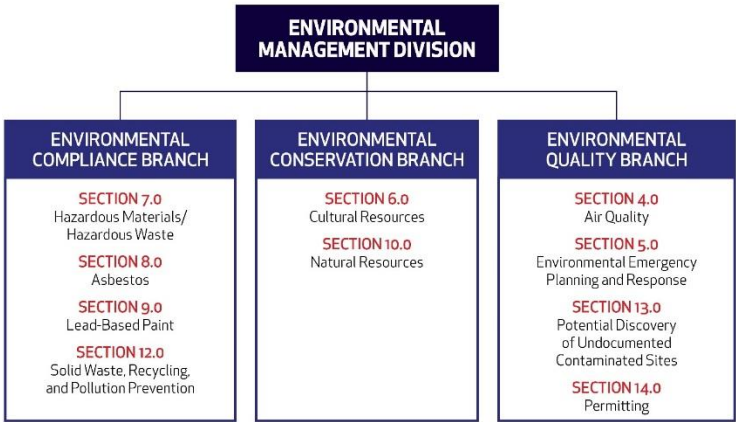 ENVIRONMENTAL
MANAGEMENT DIVISION
ENVIRONMENTAL
COMPLIANCE BRANCH
SECTION 7.0
Hazardous Materials/
Hazardous Waste
SECTION 8.0
Asbestos
SECTION 9.0
Lead-Based Paint
SECTION 12.0
Solid Waste, Recycling,
and Pollution Prevention
ENVIRONMENTAL
CONSERVATION BRANCH
SECTION 6.0
Cultural Resources
SECTION 10.0
Natural Resources
ENVIRONMENTAL
QUALITY BRANCH
SECTION 4.0
Air Quality
SECTION 5.0
Environmental Emergency
Planning and Response
SECTION 13.0
Potential Discovery
of Undocumented
Contaminated Sites
SECTION 14.0
Permitting